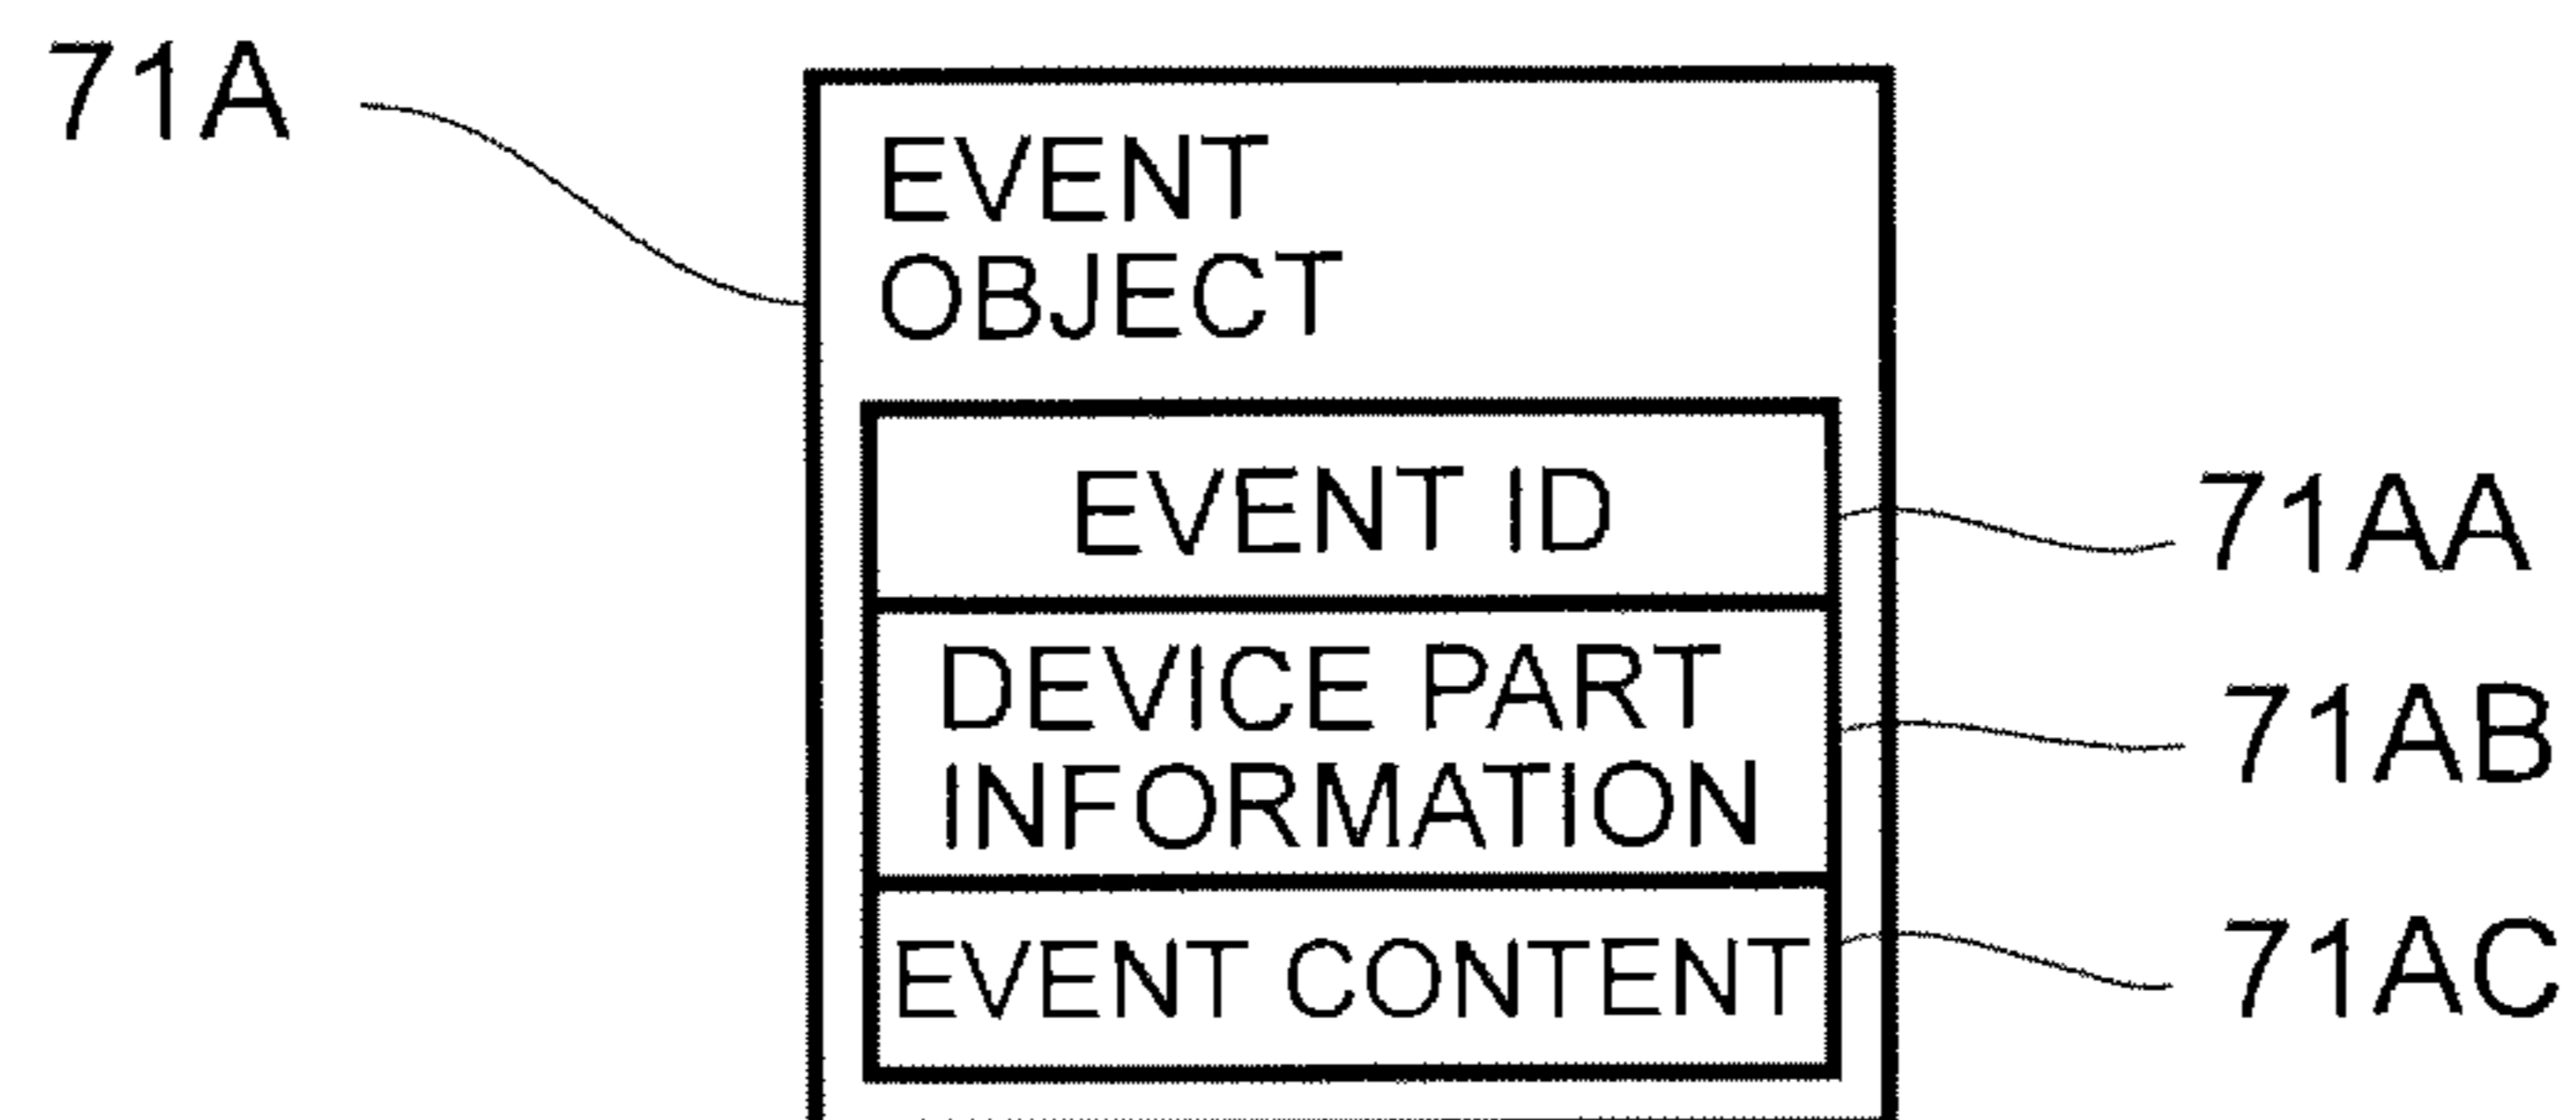 71A
EVENT
OBJECT
EVENT ID
71AA
DEVICE PART
INFORMATION
71AB
EVENT CONTENT
71AC